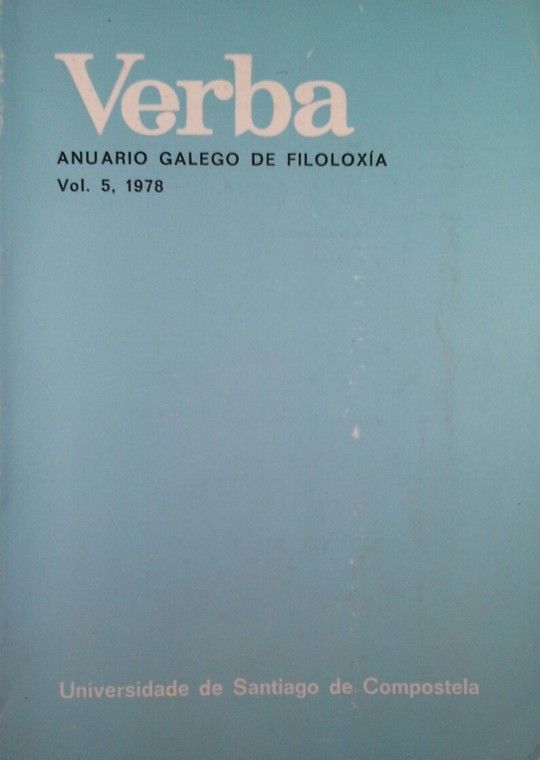 Verba
ANUARIO GALEGO DE FILOLOXÍA
Vol. 5, 1978
Universidade de Santiago de Compostela